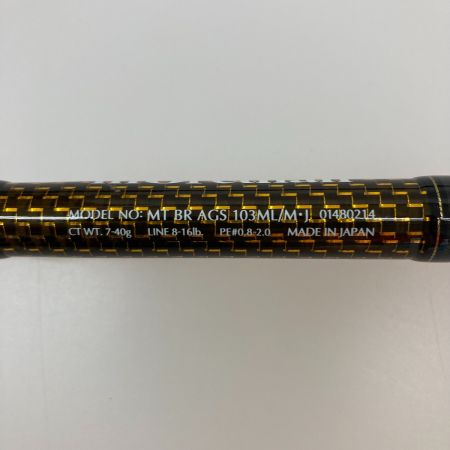 MODEL NO: MT BR AGS 103ML/M·J. 01480214
CT WT. 7-40g LINE 8-16lb. PE#0.8-2.0 MADE IN JAPAN